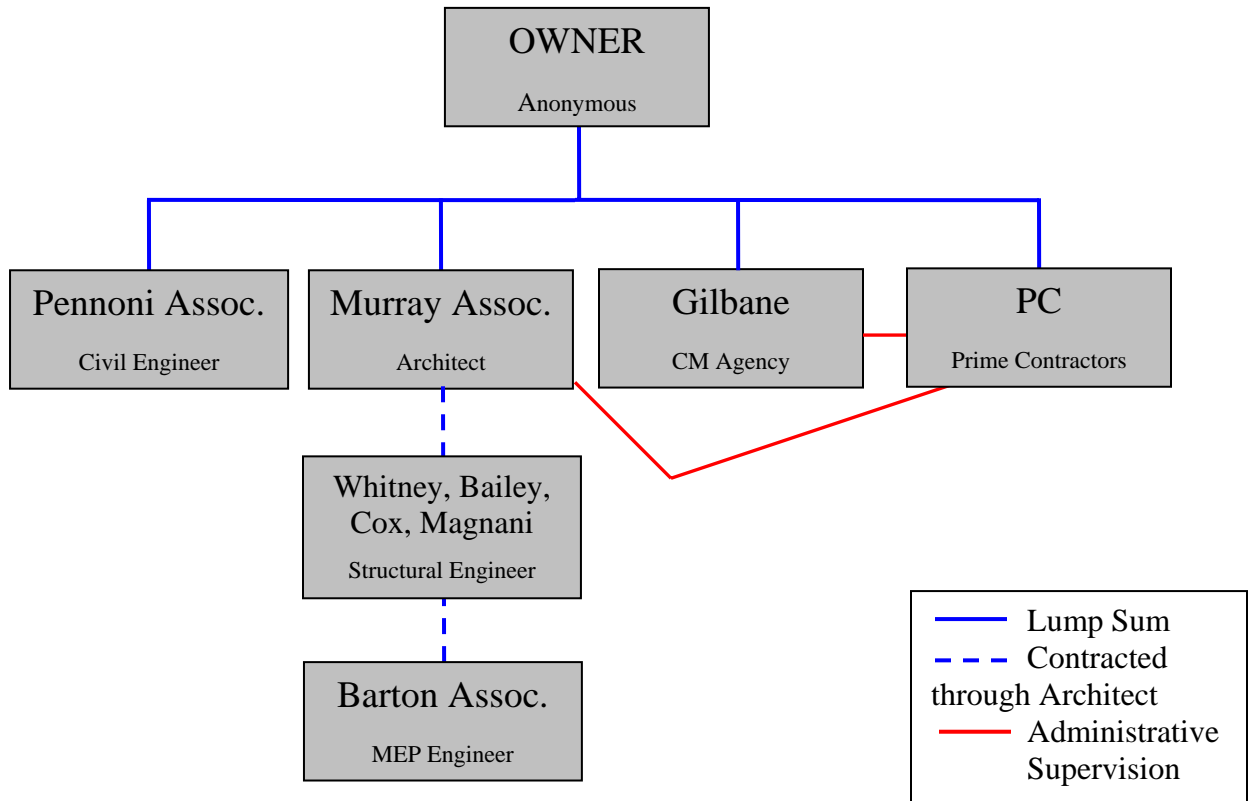 OWNER
Anonymous
Pennoni Assoc.
Civil Engineer
Murray Assoc.
Architect
Gilbane
CM Agency
PC
Prime Contractors
Whitney, Bailey,
Cox, Magnani
Structural Engineer
Barton Assoc.
MEP Engineer
Lump Sum
Contracted
through Architect
Administrative
Supervision